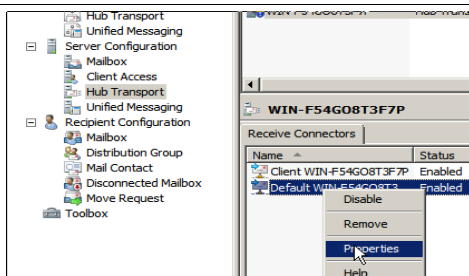 Hub Transport
Unified Messaging
Server Configuration
Mailbox
Client Access
Hub Transport
Unified Messaging
Recipient Configuration
Mailbox
Distribution Group
Mail Contact
Disconnected Mailbox
Move Request
Toolbox
WIN-F54GO8T3F7P
Receive Connectors
Name Status
Client WIN-F54GO8T3F7P Enabled
Default WIN-F54GO8T3... Enabled
Disable
Remove
Properties
Help